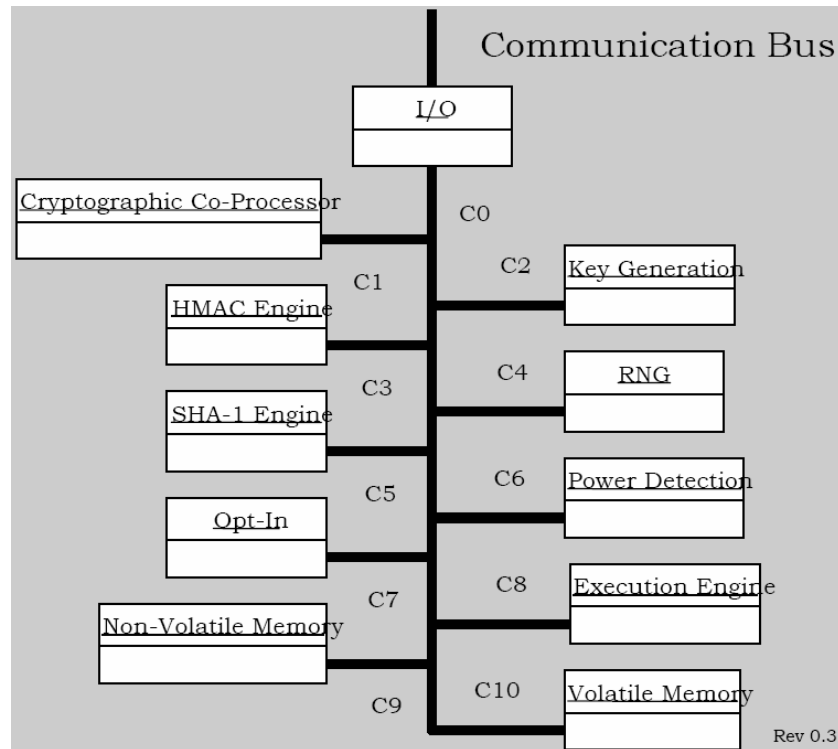 Communication Bus
I/O
Cryptographic Co-Processor
C0
C2
Key Generation
C1
HMAC Engine
C4
RNG
C3
SHA-1 Engine
C6
Power Detection
C5
Opt-In
C8
Execution Engine
C7
Non-Volatile Memory
C10
Volatile Memory
C9
Rev 0.3